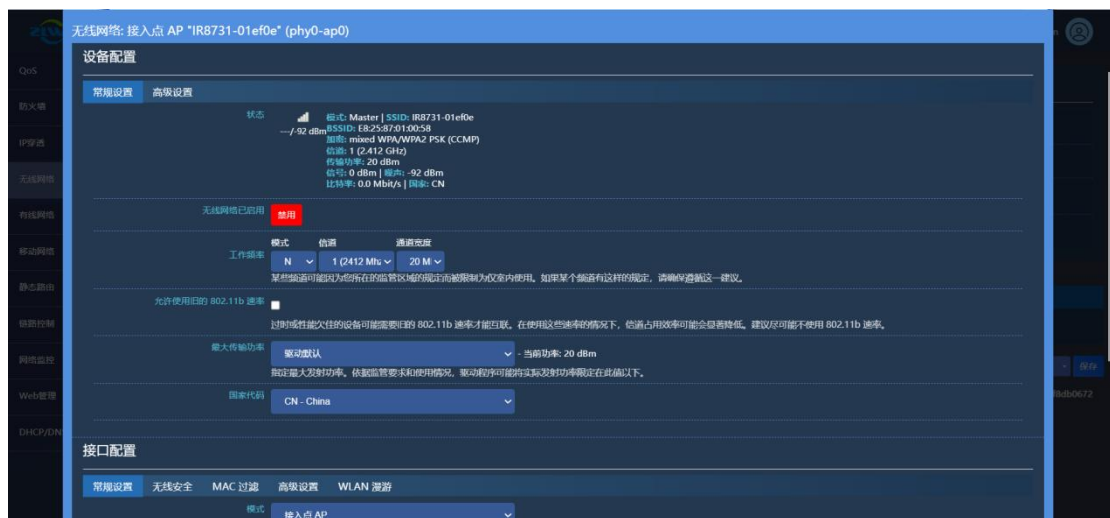 无线网络: 接入点 AP "IR8731-01ef0e" (phy0-ap0)
设备配置
常规设置 高级设置
状态
模式: Master | SSID: IR8731-01ef0e
---/-92 dBm
BSSID: E8:25:87:01:00:58
加密: mixed WPA/WPA2 PSK (CCMP)
信道: 1 (2.412 GHz)
传输功率: 20 dBm
信号: 0 dBm | 噪声: -92 dBm
比特率: 0.0 Mbit/s | 国家: CN
无线网络已启用 禁用
模式 信道 通道宽度
工作频率 N 1 (2412 Mhz 20 M
某些频道可能因为您所在的监管区域的规定而被限制为仅室内使用。如果某个频道有这样的规定，请确保遵循这一建议。
允许使用旧的 802.11b 速率
过时或性能欠佳的设备可能需要旧的 802.11b 速率才能互联。在使用这些速率的情况下，信道占用效率可能会显著降低。建议尽可能不使用 802.11b 速率。
最大传输功率 驱动默认 - 当前功率: 20 dBm
指定最大发射功率。依据监管要求和使用情况，驱动程序可能将实际发射功率限定在此值以下。
国家代码 CN - China
接口配置
常规设置 无线安全 MAC 过滤 高级设置 WLAN 漫游
模式 接入点 AP
QoS
防火墙
IP穿透
无线网络
有线网络
移动网络
静态路由
链路控制
网络监控
Web管理
DHCP/DN
保存
f8db0672